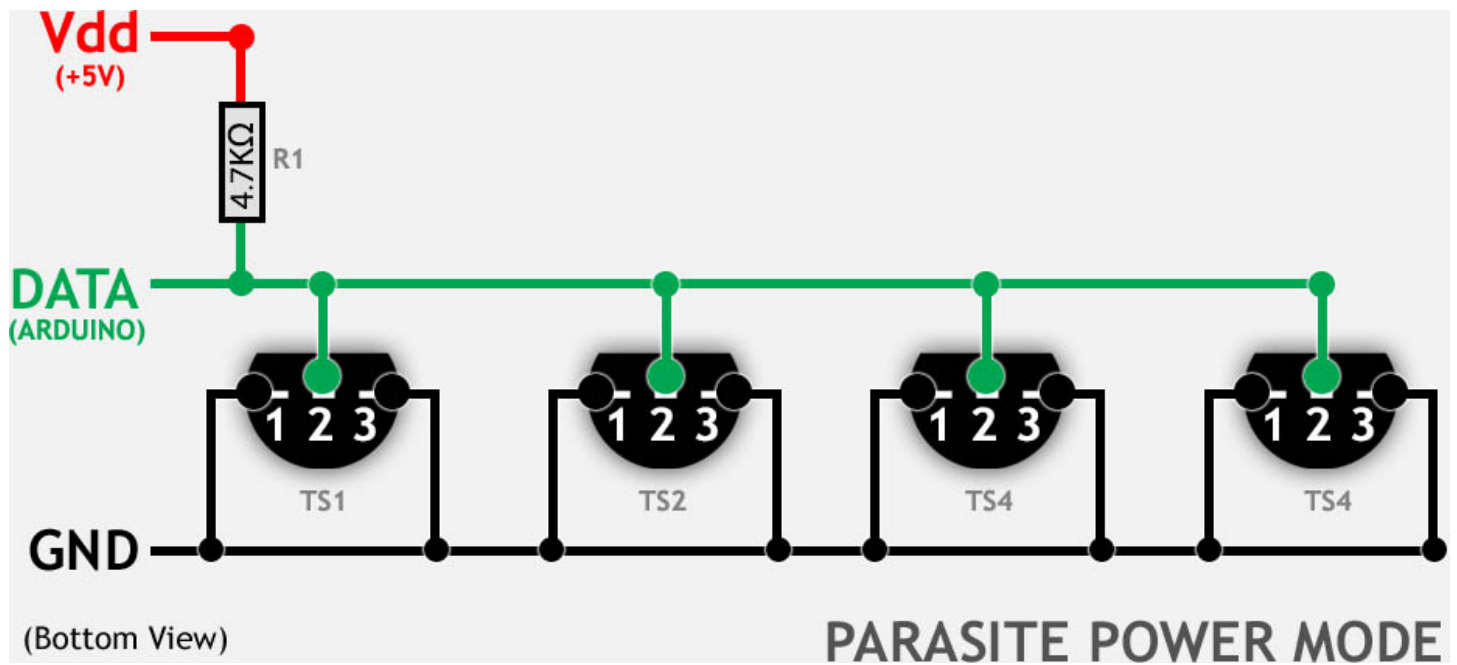 Vdd
(+5V)
4.7KΩ
R1
DATA
(ARDUINO)
1 2 3
1 2 3
1 2 3
1 2 3
TS1
TS2
TS4
TS4
GND
(Bottom View)
PARASITE POWER MODE